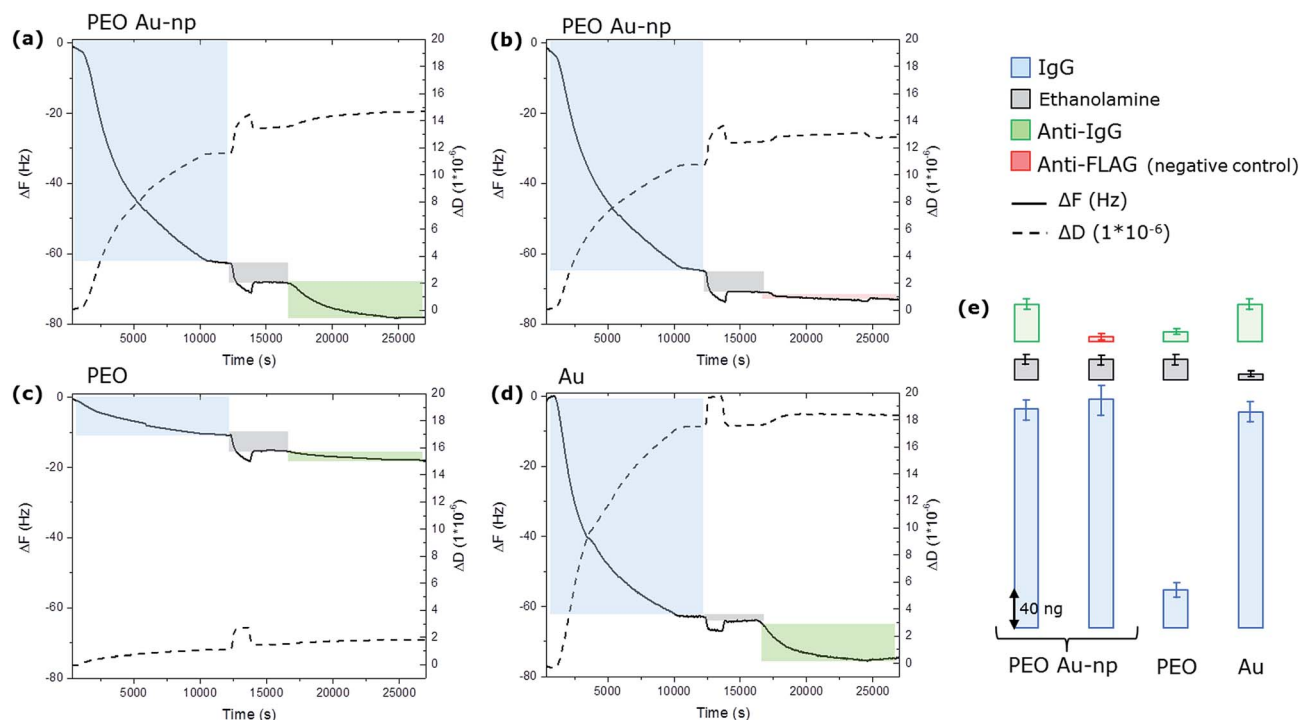 PEO Au-np
(a)
0
-20
-40
-60
-80
ΔF (Hz)
20
18
16
14
12
10
8
6
4
2
0
ΔD (1*10⁻⁶)
5000 10000 15000 20000 25000
Time (s)
PEO Au-np
(b)
0
-20
-40
-60
-80
ΔF (Hz)
20
18
16
14
12
10
8
6
4
2
0
ΔD (1*10⁻⁶)
5000 10000 15000 20000 25000
Time (s)
IgG
Ethanolamine
Anti-IgG
Anti-FLAG (negative control)
ΔF (Hz)
ΔD (1*10⁻⁶)
PEO
(c)
0
-20
-40
-60
-80
ΔF (Hz)
20
18
16
14
12
10
8
6
4
2
0
ΔD (1*10⁻⁶)
5000 10000 15000 20000 25000
Time (s)
Au
(d)
0
-20
-40
-60
-80
ΔF (Hz)
20
18
16
14
12
10
8
6
4
2
0
ΔD (1*10⁻⁶)
5000 10000 15000 20000 25000
Time (s)
(e)
40 ng
PEO Au-np PEO Au